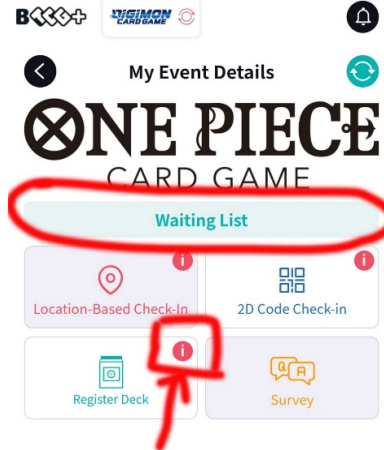 DIGIMON
CARD GAME
My Event Details
ONE PIECE
CARD GAME
Waiting List
i
i
Location-Based Check-In
2D Code Check-in
i
Register Deck
Q A
Survey